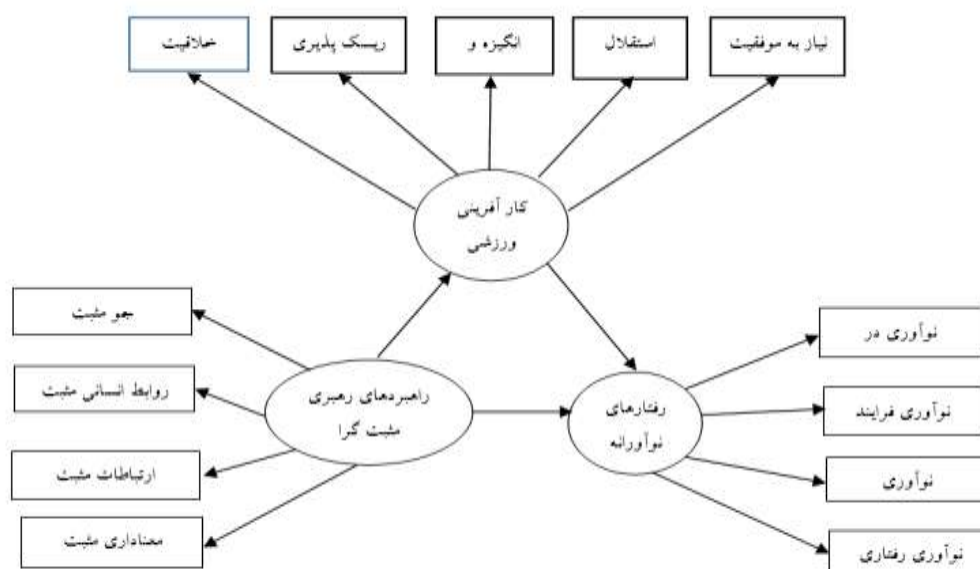 نیاز به موفقیت
استقلال
انگیزه و
ریسک پذیری
خلاقیت
کار آفرینی
ورزشی
جو مثبت
روابط انسانی مثبت
ارتباطات مثبت
معناداری مثبت
راهبردهای رهبری
مثبت گرا
رفتارهای
نوآورانه
نوآوری در
نوآوری فرایند
نوآوری
نوآوری رفتاری